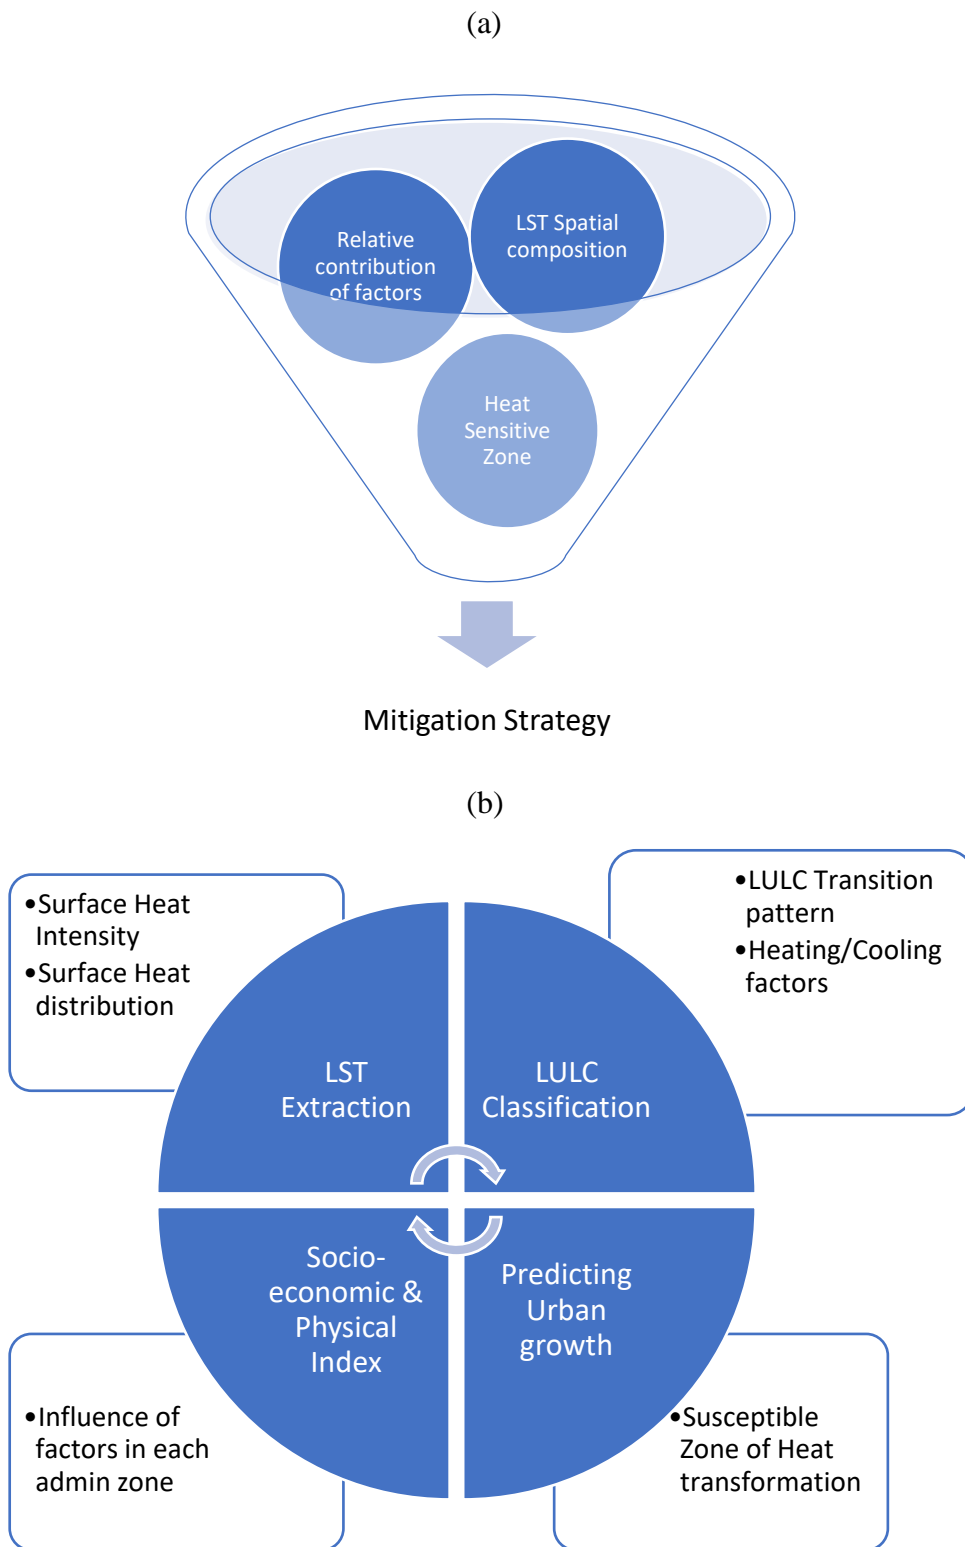 (a)
Relative
contribution
of factors
LST Spatial
composition
Heat
Sensitive
Zone
Mitigation Strategy
(b)
•Surface Heat
Intensity
•Surface Heat
distribution
•LULC Transition
pattern
•Heating/Cooling
factors
LST
Extraction
LULC
Classification
Socio-
economic &
Physical
Index
Predicting
Urban
growth
•Influence of
factors in each
admin zone
•Susceptible
Zone of Heat
transformation